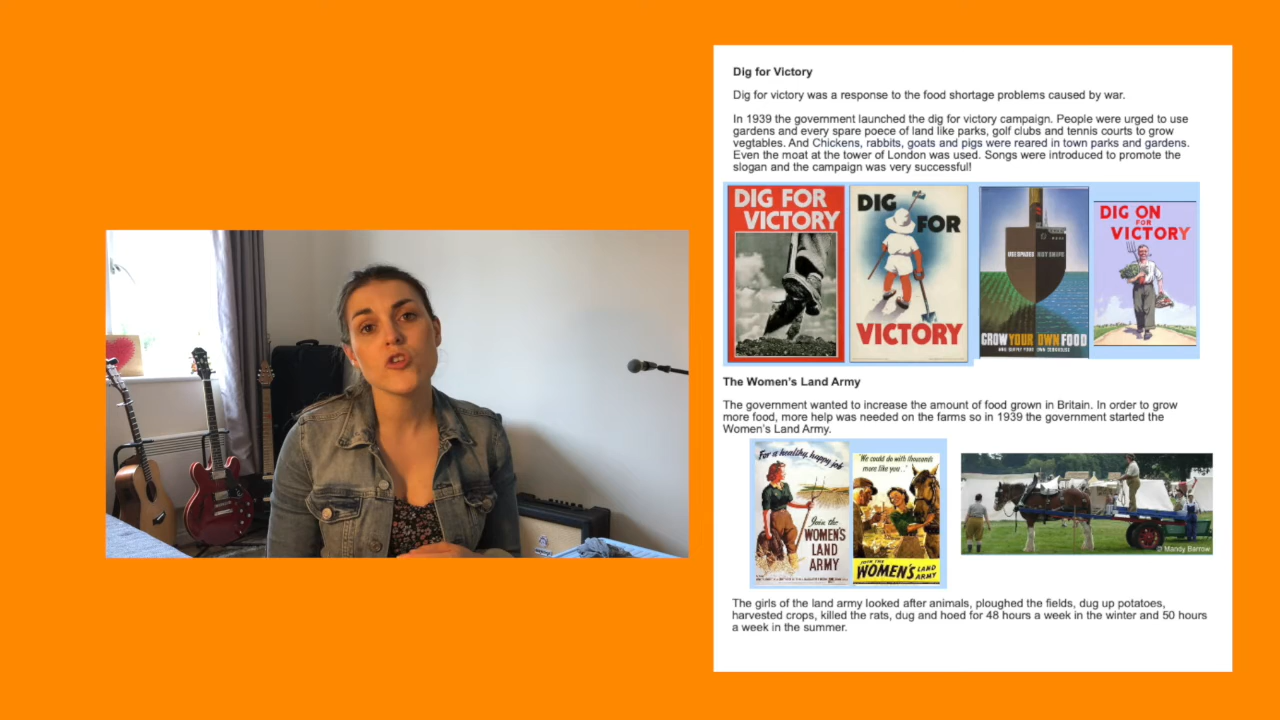 Dig for Victory
Dig for victory was a response to the food shortage problems caused by war.
In 1939 the government launched the dig for victory campaign. People were urged to use
gardens and every spare poece of land like parks, golf clubs and tennis courts to grow
vegtables. And Chickens, rabbits, goats and pigs were reared in town parks and gardens.
Even the moat at the tower of London was used. Songs were introduced to promote the
slogan and the campaign was very successful!
DIG FOR
VICTORY
DIG
FOR
VICTORY
USE SPADES NOT SHIPS
GROW YOUR OWN FOOD
AND SUPPLY YOUR OWN COOKHOUSE
DIG ON
FOR
VICTORY
The Women's Land Army
The government wanted to increase the amount of food grown in Britain. In order to grow
more food, more help was needed on the farms so in 1939 the government started the
Women's Land Army.
For a healthy, happy job
Join the
WOMEN'S
LAND
ARMY
"We could do with thousands
more like you.."
JOIN THE
WOMEN'S LAND
ARMY
© Mandy Barrow
The girls of the land army looked after animals, ploughed the fields, dug up potatoes,
harvested crops, killed the rats, dug and hoed for 48 hours a week in the winter and 50 hours
a week in the summer.